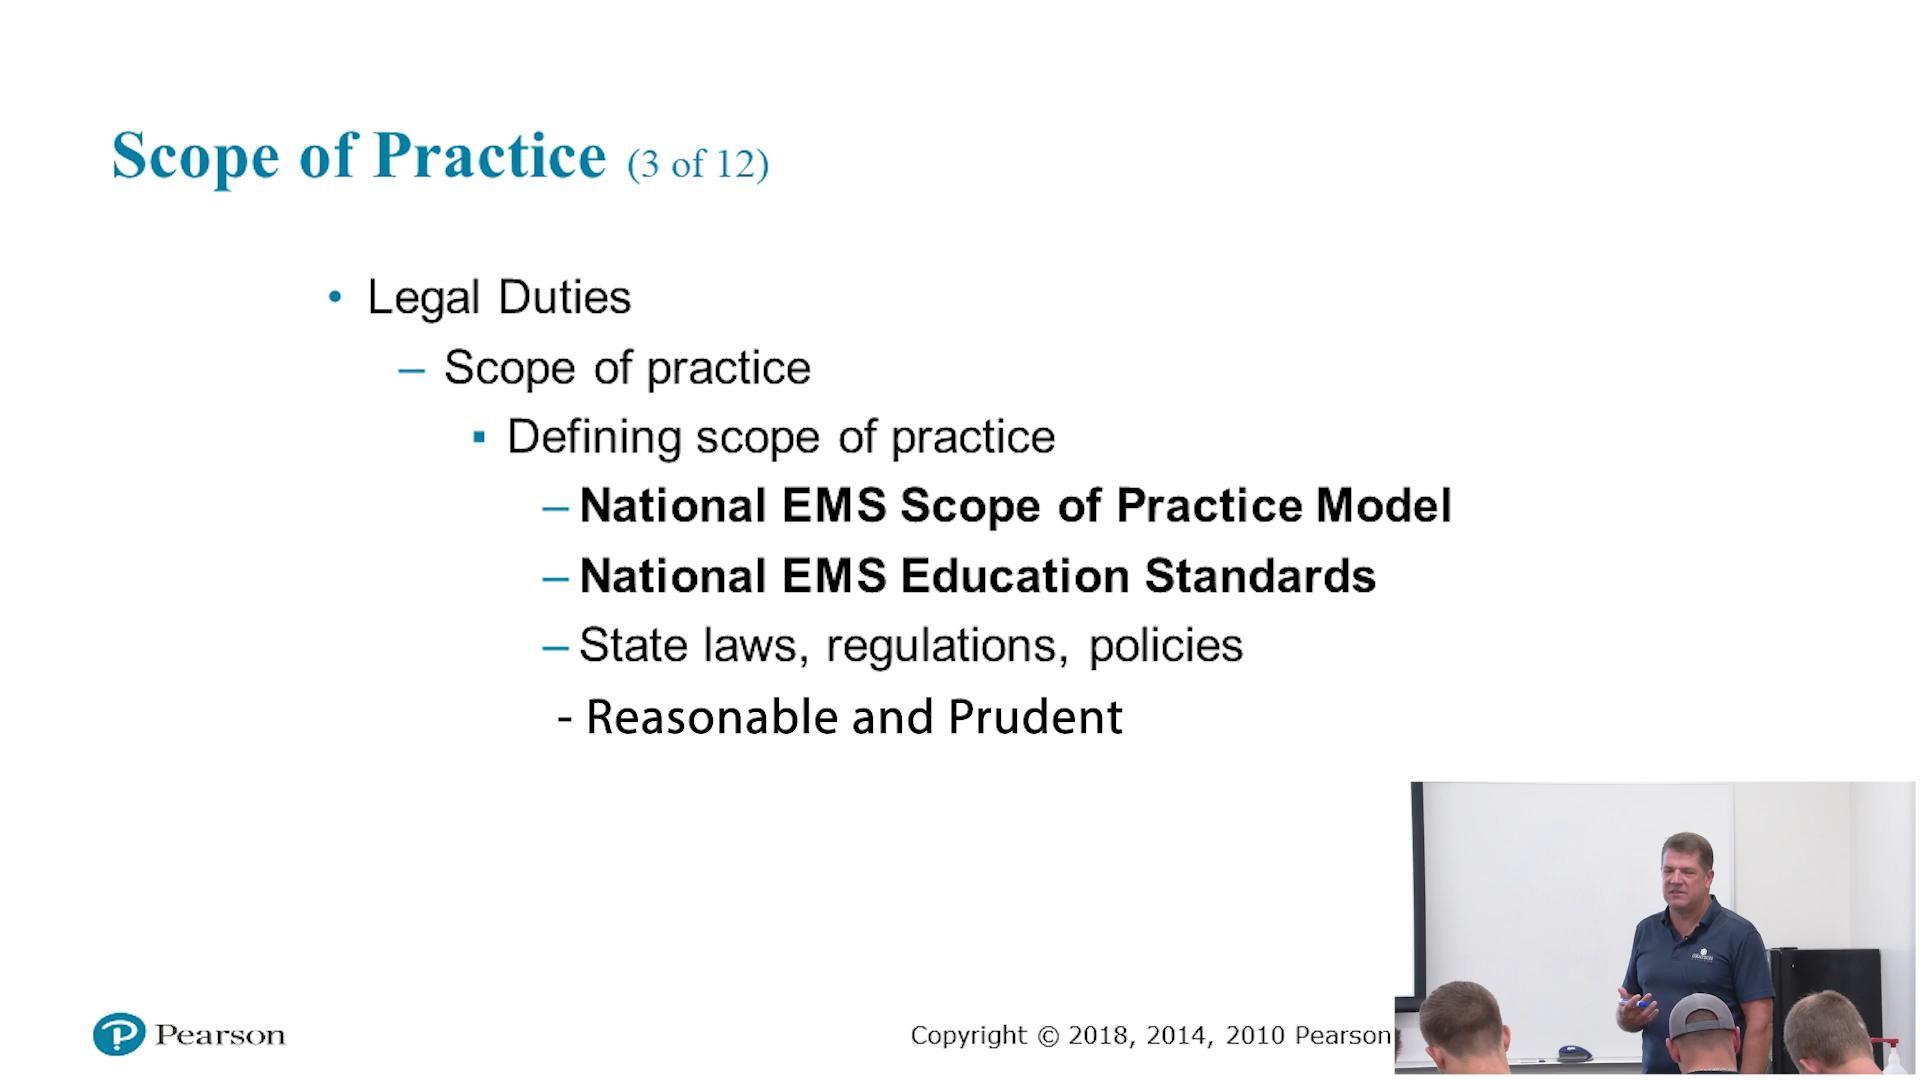 Scope of Practice (3 of 12)
• Legal Duties
– Scope of practice
▪ Defining scope of practice
– National EMS Scope of Practice Model
– National EMS Education Standards
– State laws, regulations, policies
- Reasonable and Prudent
Pearson
Copyright © 2018, 2014, 2010 Pearson